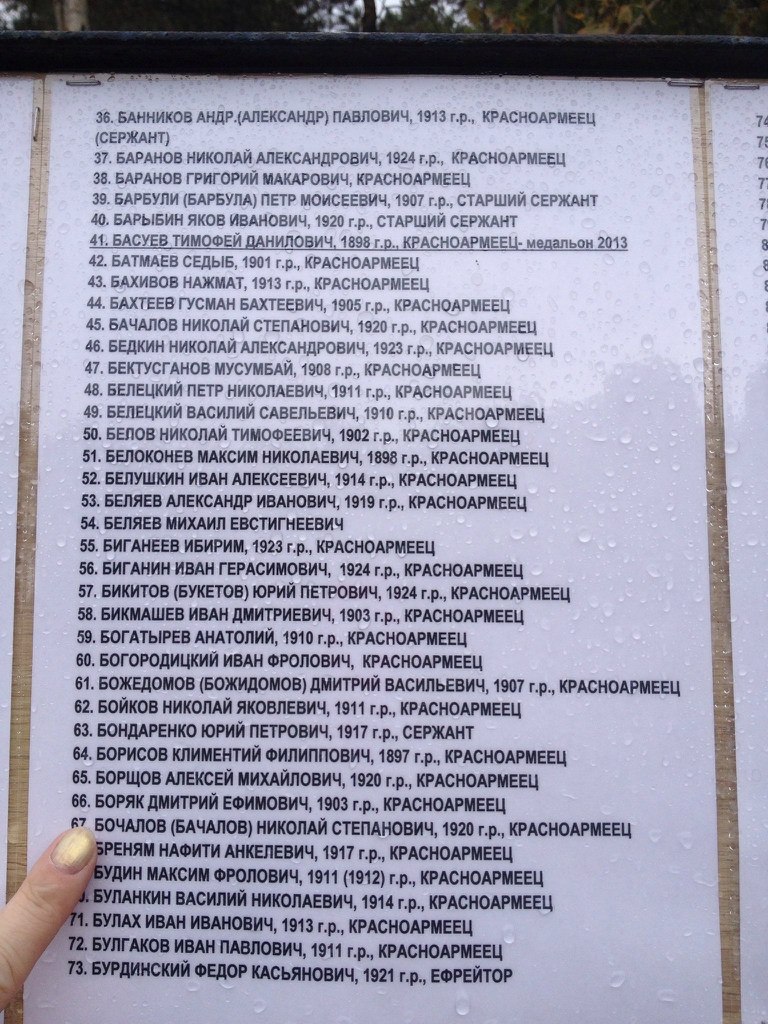 36. БАННИКОВ АНДР.(АЛЕКСАНДР) ПАВЛОВИЧ, 1913 г.р., КРАСНОАРМЕЕЦ
(СЕРЖАНТ)
37. БАРАНОВ НИКОЛАЙ АЛЕКСАНДРОВИЧ, 1924 г.р., КРАСНОАРМЕЕЦ
38. БАРАНОВ ГРИГОРИЙ МАКАРОВИЧ, КРАСНОАРМЕЕЦ
39. БАРБУЛИ (БАРБУЛА) ПЕТР МОИСЕЕВИЧ, 1907 г.р., СТАРШИЙ СЕРЖАНТ
40. БАРЫБИН ЯКОВ ИВАНОВИЧ, 1920 г.р., СТАРШИЙ СЕРЖАНТ
41. БАСУЕВ ТИМОФЕЙ ДАНИЛОВИЧ, 1898 г.р., КРАСНОАРМЕЕЦ- медальон 2013
42. БАТМАЕВ СЕДЫБ, 1901 г.р., КРАСНОАРМЕЕЦ
43. БАХИВОВ НАЖМАТ, 1913 г.р., КРАСНОАРМЕЕЦ
44. БАХТЕЕВ ГУСМАН БАХТЕЕВИЧ, 1905 г.р., КРАСНОАРМЕЕЦ
45. БАЧАЛОВ НИКОЛАЙ СТЕПАНОВИЧ, 1920 г.р., КРАСНОАРМЕЕЦ
46. БЕДКИН НИКОЛАЙ АЛЕКСАНДРОВИЧ, 1923 г.р., КРАСНОАРМЕЕЦ
47. БЕКТУСГАНОВ МУСУМБАЙ, 1908 г.р., КРАСНОАРМЕЕЦ
48. БЕЛЕЦКИЙ ПЕТР НИКОЛАЕВИЧ, 1911 г.р., КРАСНОАРМЕЕЦ
49. БЕЛЕЦКИЙ ВАСИЛИЙ САВЕЛЬЕВИЧ, 1910 г.р., КРАСНОАРМЕЕЦ
50. БЕЛОВ НИКОЛАЙ ТИМОФЕЕВИЧ, 1902 г.р., КРАСНОАРМЕЕЦ
51. БЕЛОКОНЕВ МАКСИМ НИКОЛАЕВИЧ, 1898 г.р., КРАСНОАРМЕЕЦ
52. БЕЛУШКИН ИВАН АЛЕКСЕЕВИЧ, 1914 г.р., КРАСНОАРМЕЕЦ
53. БЕЛЯЕВ АЛЕКСАНДР ИВАНОВИЧ, 1919 г.р., КРАСНОАРМЕЕЦ
54. БЕЛЯЕВ МИХАИЛ ЕВСТИГНЕЕВИЧ
55. БИГАНЕЕВ ИБИРИМ, 1923 г.р., КРАСНОАРМЕЕЦ
56. БИГАНИН ИВАН ГЕРАСИМОВИЧ, 1924 г.р., КРАСНОАРМЕЕЦ
57. БИКИТОВ (БУКЕТОВ) ЮРИЙ ПЕТРОВИЧ, 1924 г.р., КРАСНОАРМЕЕЦ
58. БИКМАШЕВ ИВАН ДМИТРИЕВИЧ, 1903 г.р., КРАСНОАРМЕЕЦ
59. БОГАТЫРЕВ АНАТОЛИЙ, 1910 г.р., КРАСНОАРМЕЕЦ
60. БОГОРОДИЦКИЙ ИВАН ФРОЛОВИЧ, КРАСНОАРМЕЕЦ
61. БОЖЕДОМОВ (БОЖИДОМОВ) ДМИТРИЙ ВАСИЛЬЕВИЧ, 1907 г.р., КРАСНОАРМЕЕЦ
62. БОЙКОВ НИКОЛАЙ ЯКОВЛЕВИЧ, 1911 г.р., КРАСНОАРМЕЕЦ
63. БОНДАРЕНКО ЮРИЙ ПЕТРОВИЧ, 1917 г.р., СЕРЖАНТ
64. БОРИСОВ КЛИМЕНТИЙ ФИЛИППОВИЧ, 1897 г.р., КРАСНОАРМЕЕЦ
65. БОРЩОВ АЛЕКСЕЙ МИХАЙЛОВИЧ, 1920 г.р., КРАСНОАРМЕЕЦ
66. БОРЯК ДМИТРИЙ ЕФИМОВИЧ, 1903 г.р., КРАСНОАРМЕЕЦ
67. БОЧАЛОВ (БАЧАЛОВ) НИКОЛАЙ СТЕПАНОВИЧ, 1920 г.р., КРАСНОАРМЕЕЦ
БРЕНЯМ НАФИТИ АНКЕЛЕВИЧ, 1917 г.р., КРАСНОАРМЕЕЦ
БУДИН МАКСИМ ФРОЛОВИЧ, 1911 (1912) г.р., КРАСНОАРМЕЕЦ
БУЛАНКИН ВАСИЛИЙ НИКОЛАЕВИЧ, 1914 г.р., КРАСНОАРМЕЕЦ
71. БУЛАХ ИВАН ИВАНОВИЧ, 1913 г.р., КРАСНОАРМЕЕЦ
72. БУЛГАКОВ ИВАН ПАВЛОВИЧ, 1911 г.р., КРАСНОАРМЕЕЦ
73. БУРДИНСКИЙ ФЕДОР КАСЬЯНОВИЧ, 1921 г.р., ЕФРЕЙТОР
74
75
76
77